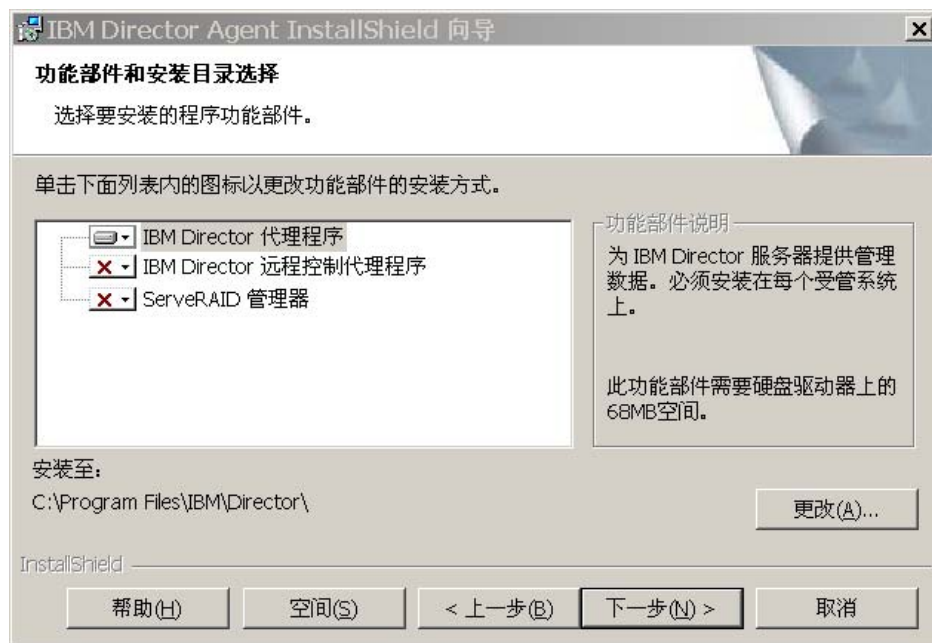 IBM Director Agent InstallShield 向导
功能部件和安装目录选择
选择要安装的程序功能部件。
单击下面列表内的图标以更改功能部件的安装方式。
IBM Director 代理程序
IBM Director 远程控制代理程序
ServeRAID 管理器
功能部件说明
为 IBM Director 服务器提供管理
数据。必须安装在每个受管系统
上。
此功能部件需要硬盘驱动器上的
68MB空间。
安装至：
C:\Program Files\IBM\Director\
更改(A)...
InstallShield
帮助(H)
空间(S)
< 上一步(B)
下一步(N) >
取消